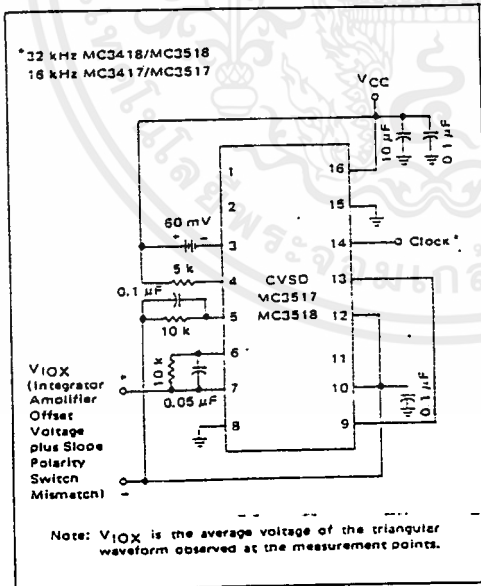 *32 kHz MC3418/MC3518
16 kHz MC3417/MC3517
VCC
10 µF
0.1 µF
1
2
3
4
5
6
7
8
16
15
14
13
12
11
10
9
60 mV
+
-
5 k
0.1 µF
10 k
10 k
0.05 µF
CVSD
MC3517
MC3518
Clock*
0.1 µF
VIOX
(Integrator
Amplifier
Offset
Voltage
plus Slope
Polarity
Switch
Mismatch)
+
-
Note: VIOX is the average voltage of the triangular
waveform observed at the measurement points.